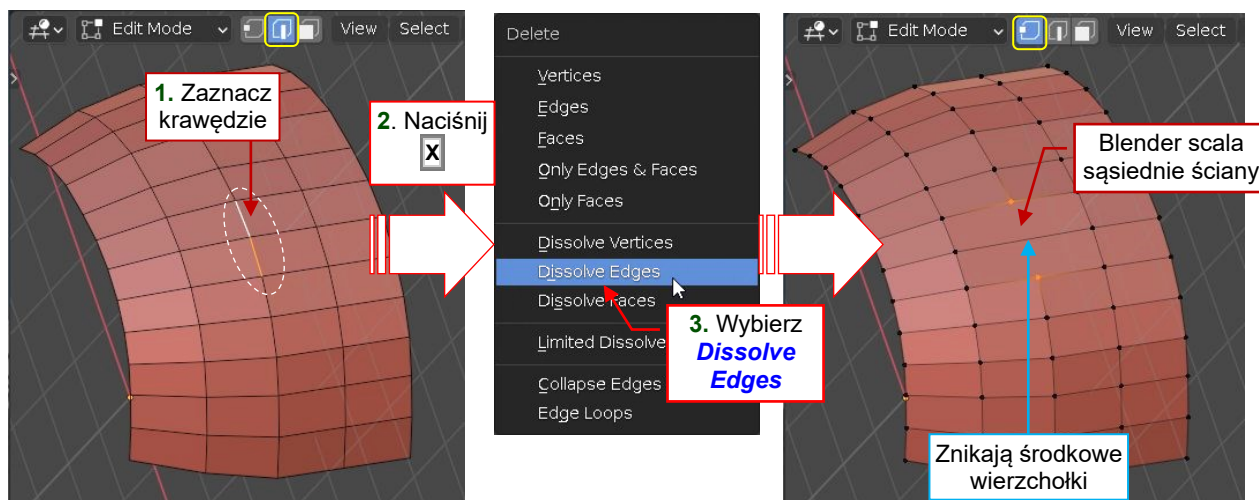 Edit Mode View Select
1. Zaznacz
krawędzie
2. Naciśnij
X
Delete
Vertices
Edges
Faces
Only Edges & Faces
Only Faces
Dissolve Vertices
Dissolve Edges
Dissolve Faces
Limited Dissolve
Collapse Edges
Edge Loops
3. Wybierz
Dissolve
Edges
Edit Mode View Select
Blender scala
sąsiednie ściany
Znikają środkowe
wierzchołki